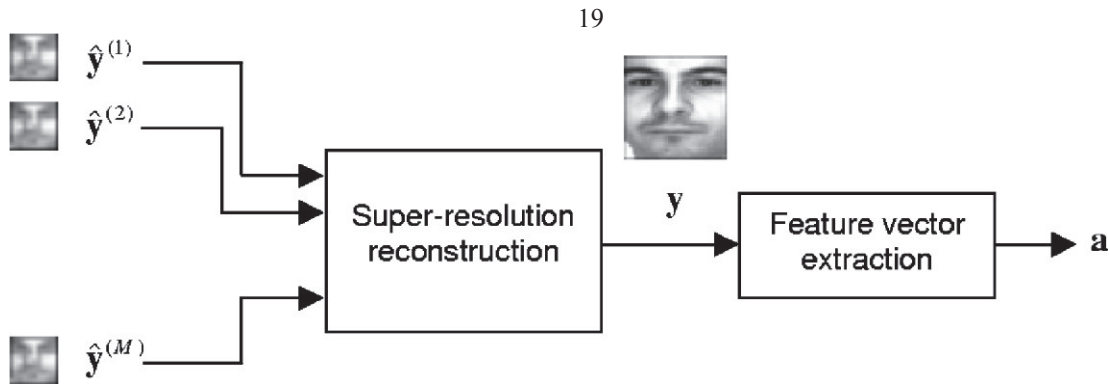 19
ŷ⁽¹⁾
ŷ⁽²⁾
ŷ⁽ᴹ⁾
Super-resolution
reconstruction
y
Feature vector
extraction
a